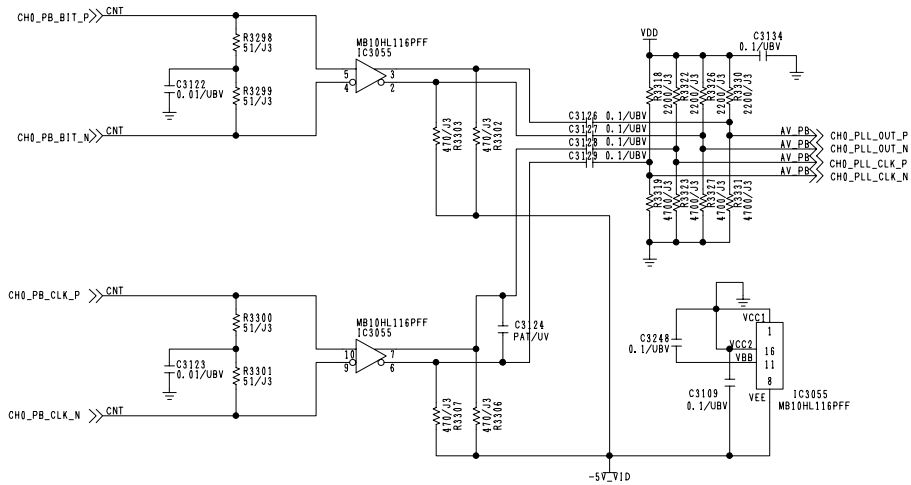 CH0_PB_BIT_P
CNT
R3298
51/J3
C3122
0.01/UBV
R3299
51/J3
CH0_PB_BIT_N
CNT
MB10HL116PFF
IC3055
5
4
3
2
470/J3
R3303
470/J3
R3302
C3126 0.1/UBV
C3127 0.1/UBV
C3128 0.1/UBV
C3129 0.1/UBV
VDD
C3134
0.1/UBV
R3318
2200/J3
R3322
2200/J3
R3326
2200/J3
R3330
2200/J3
AV_PB
CH0_PLL_OUT_P
AV_PB
CH0_PLL_OUT_N
AV_PB
CH0_PLL_CLK_P
AV_PB
CH0_PLL_CLK_N
R3319
4700/J3
R3323
4700/J3
R3327
4700/J3
R3331
4700/J3
CH0_PB_CLK_P
CNT
R3300
51/J3
C3123
0.01/UBV
R3301
51/J3
CH0_PB_CLK_N
CNT
MB10HL116PFF
IC3055
10
9
7
6
C3124
PAT/UV
470/J3
R3307
470/J3
R3306
-5V_VID
VCC1
1
C3248
0.1/UBV
VCC2
16
VBB
11
8
VEE
C3109
0.1/UBV
IC3055
MB10HL116PFF